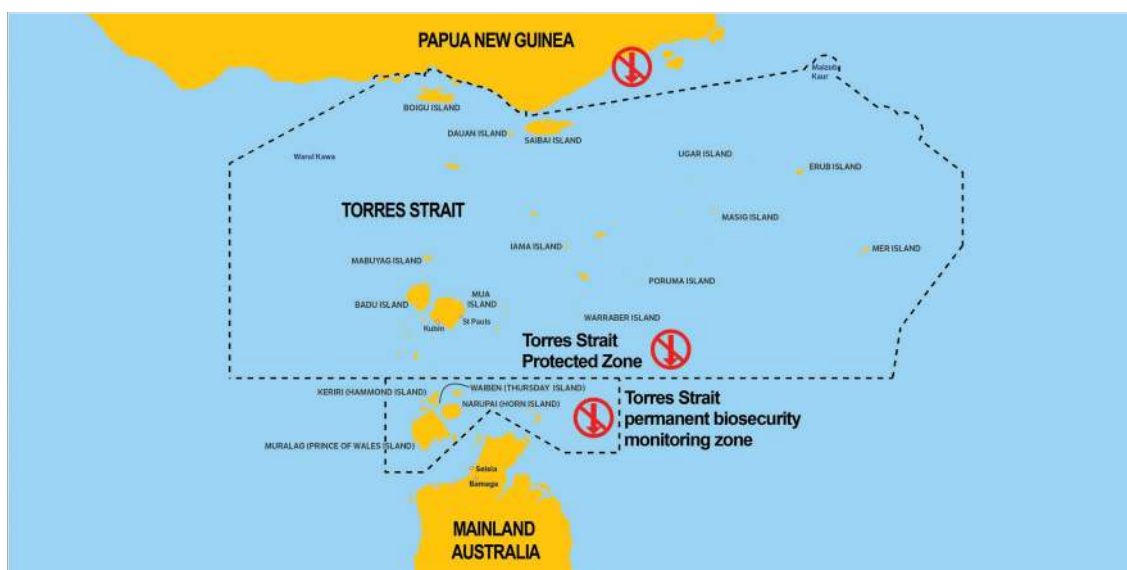 PAPUA NEW GUINEA
Maizub
Kaur
BOIGU ISLAND
DAUAN ISLAND
SAIBAI ISLAND
Warul Kawa
UGAR ISLAND
ERUB ISLAND
TORRES STRAIT
MASIG ISLAND
IAMA ISLAND
MER ISLAND
MABUYAG ISLAND
PORUMA ISLAND
BADU ISLAND
MUA
ISLAND
St Pauls
Kubin
WARRABER ISLAND
Torres Strait
Protected Zone
KERIRI (HAMMOND ISLAND)
WAIBEN (THURSDAY ISLAND)
NARUPAI (HORN ISLAND)
Torres Strait
permanent biosecurity
monitoring zone
MURALAG (PRINCE OF WALES ISLAND)
Seisia
Bamaga
MAINLAND
AUSTRALIA